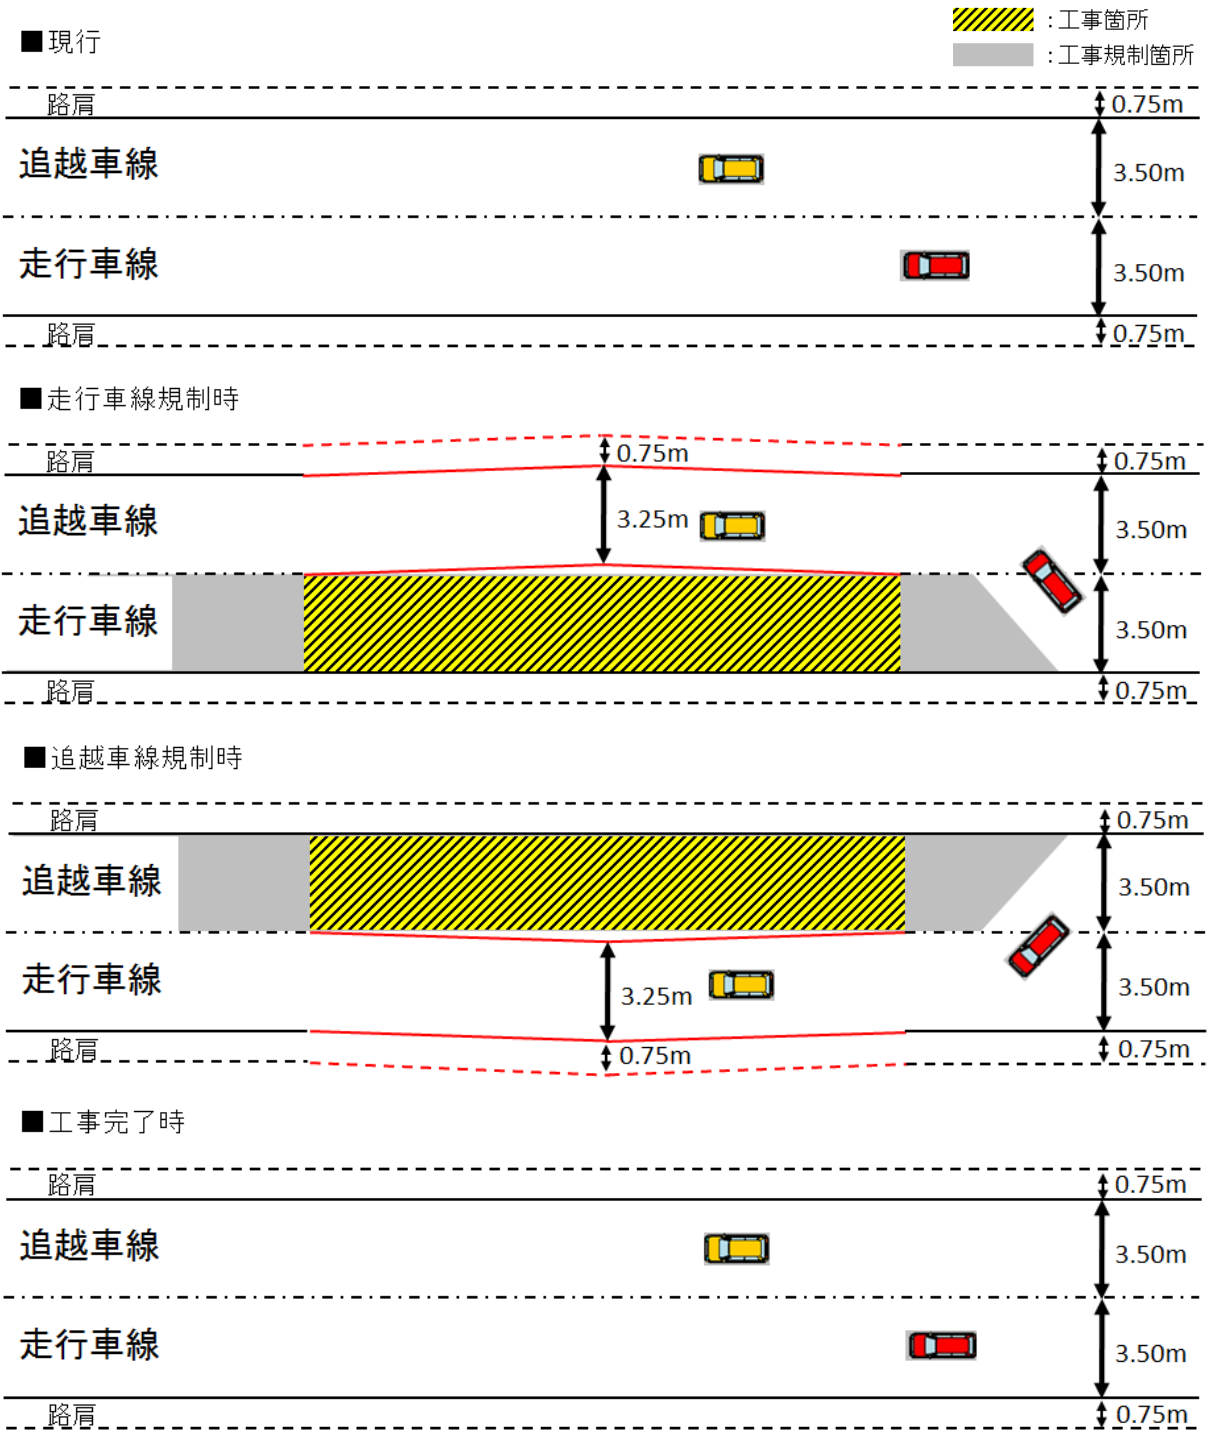 ■現行
：工事箇所
：工事規制箇所
路肩
0.75m
追越車線
3.50m
走行車線
3.50m
路肩
0.75m
■走行車線規制時
路肩
0.75m
0.75m
追越車線
3.25m
3.50m
走行車線
3.50m
路肩
0.75m
■追越車線規制時
路肩
0.75m
追越車線
3.50m
走行車線
3.25m
3.50m
路肩
0.75m
0.75m
■工事完了時
路肩
0.75m
追越車線
3.50m
走行車線
3.50m
路肩
0.75m